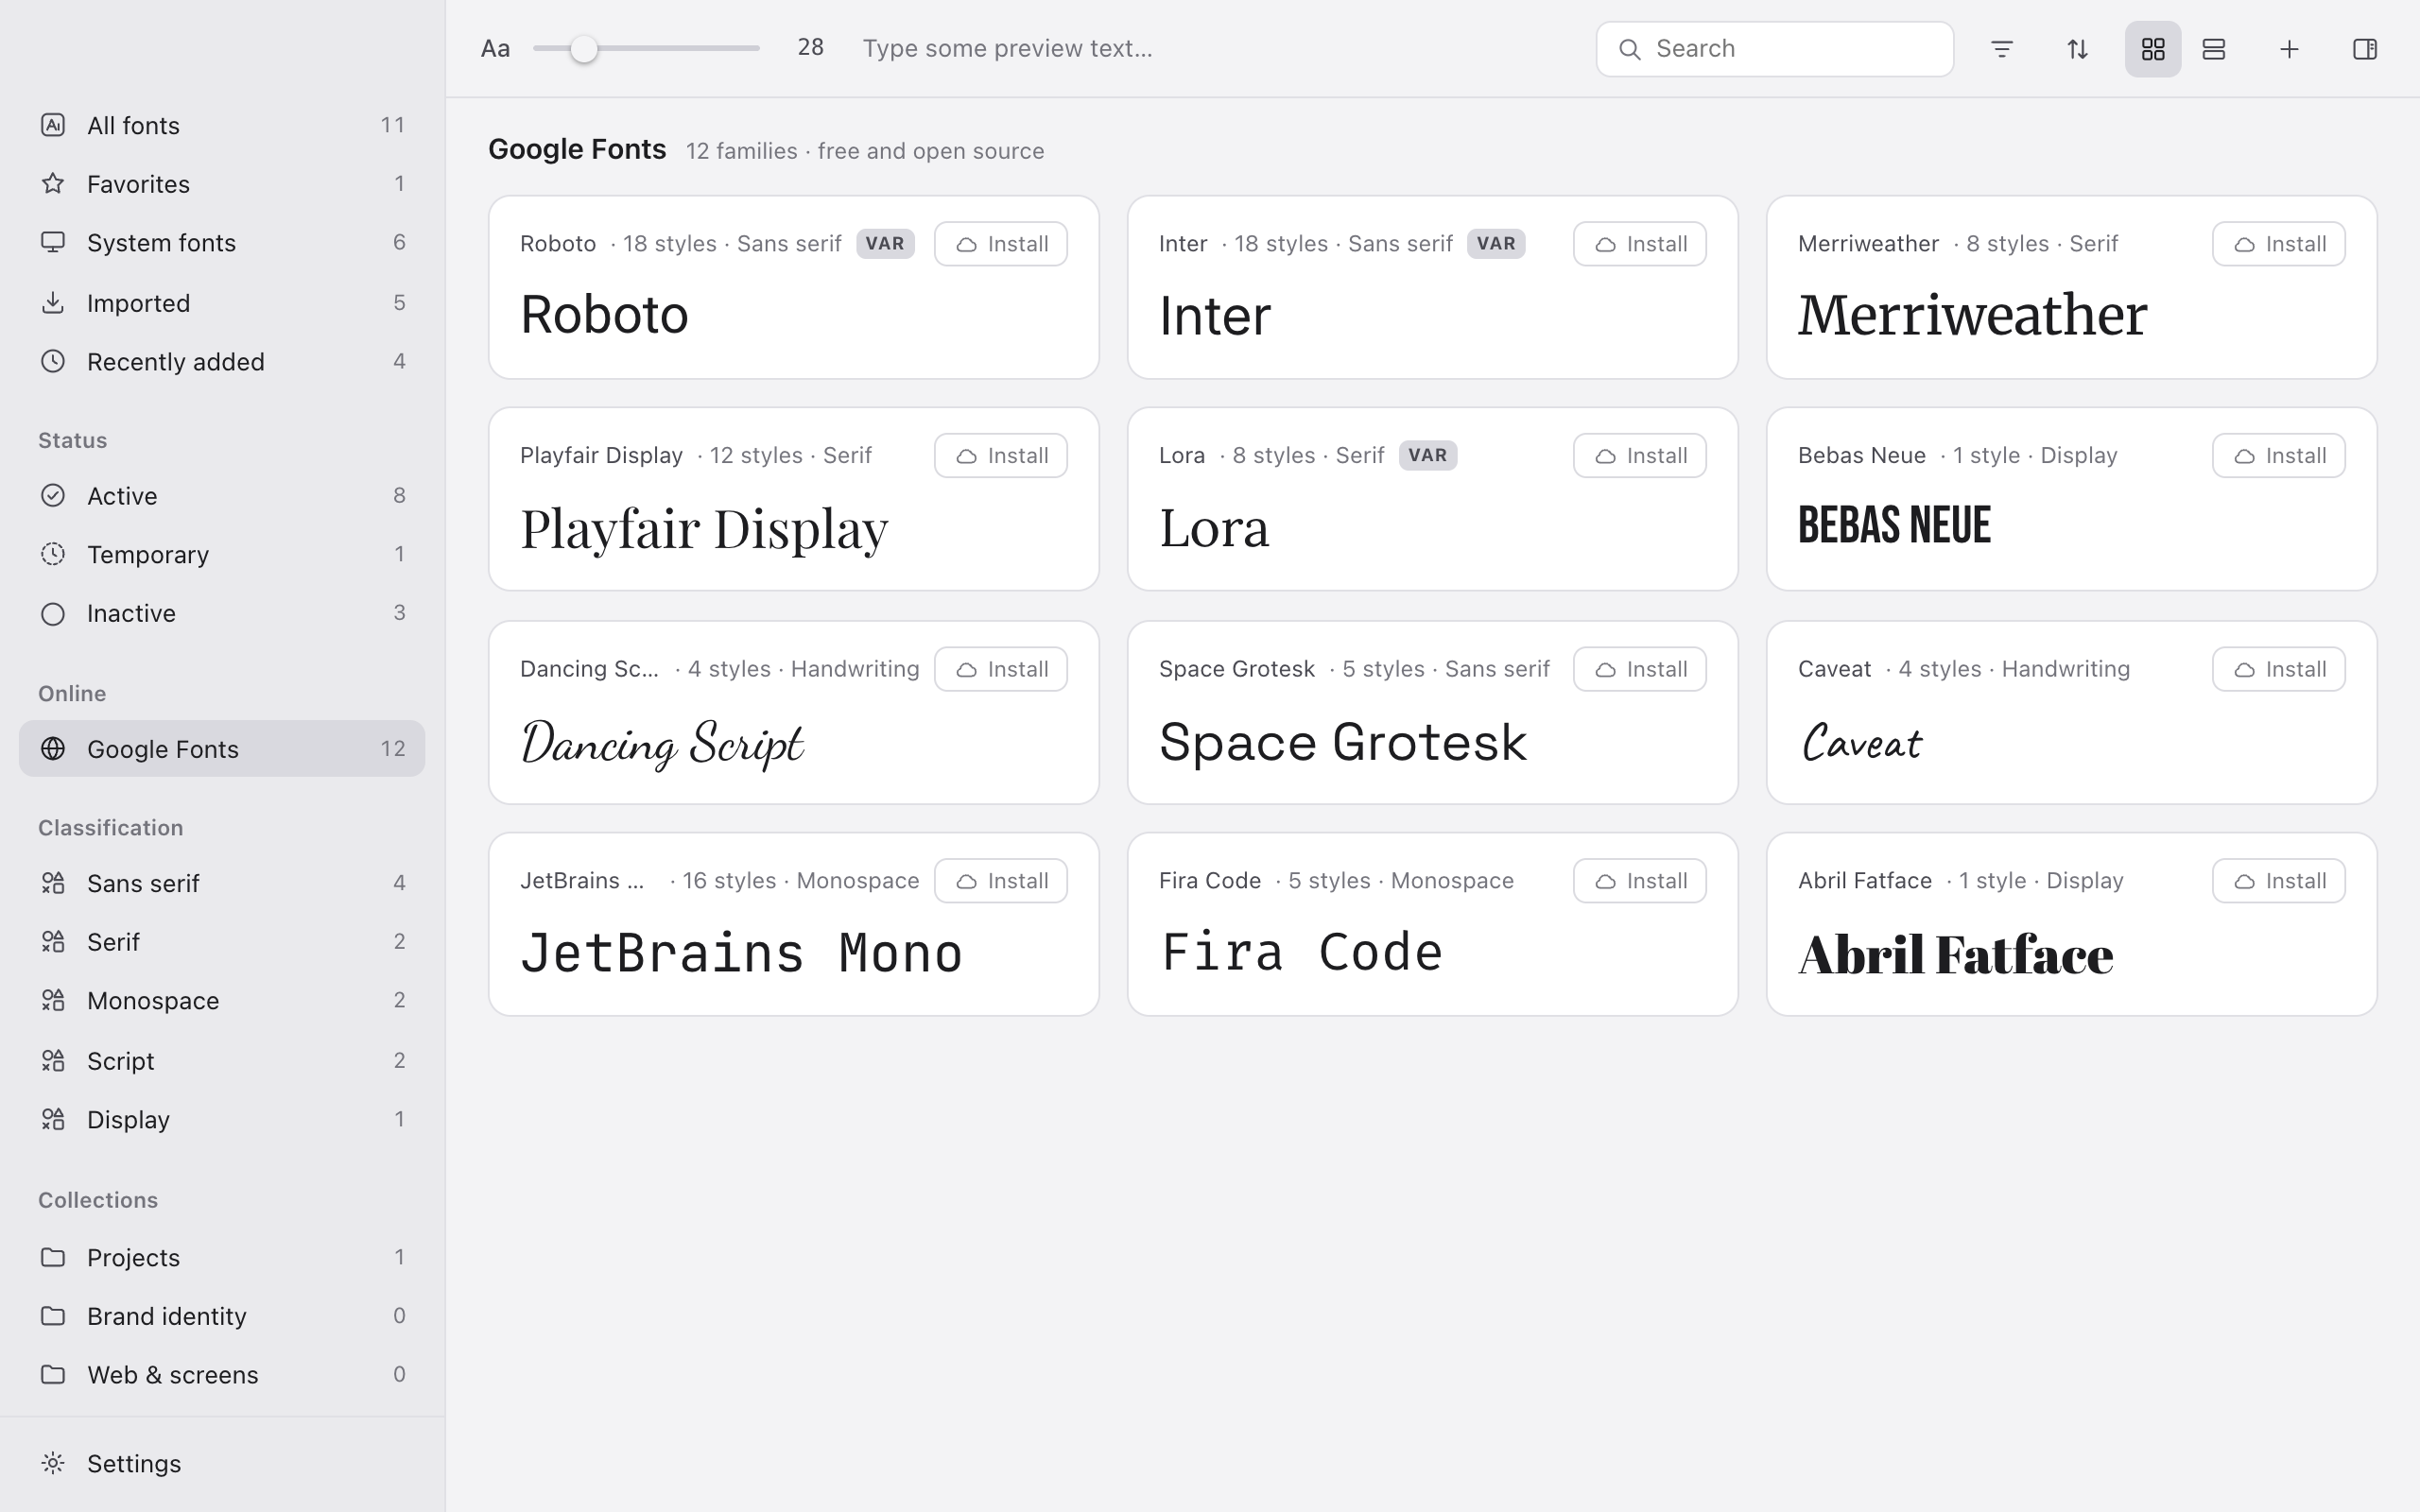 Aa 28 Type some preview text... Search
All fonts 11
Favorites 1
System fonts 6
Imported 5
Recently added 4
Status
Active 8
Temporary 1
Inactive 3
Online
Google Fonts 12
Classification
Sans serif 4
Serif 2
Monospace 2
Script 2
Display 1
Collections
Projects 1
Brand identity 0
Web & screens 0
Settings
Google Fonts 12 families · free and open source
Roboto · 18 styles · Sans serif VAR Install
Roboto
Inter · 18 styles · Sans serif VAR Install
Inter
Merriweather · 8 styles · Serif Install
Merriweather
Playfair Display · 12 styles · Serif Install
Playfair Display
Lora · 8 styles · Serif VAR Install
Lora
Bebas Neue · 1 style · Display Install
BEBAS NEUE
Dancing Sc... · 4 styles · Handwriting Install
Dancing Script
Space Grotesk · 5 styles · Sans serif Install
Space Grotesk
Caveat · 4 styles · Handwriting Install
Caveat
JetBrains ... · 16 styles · Monospace Install
JetBrains Mono
Fira Code · 5 styles · Monospace Install
Fira Code
Abril Fatface · 1 style · Display Install
Abril Fatface